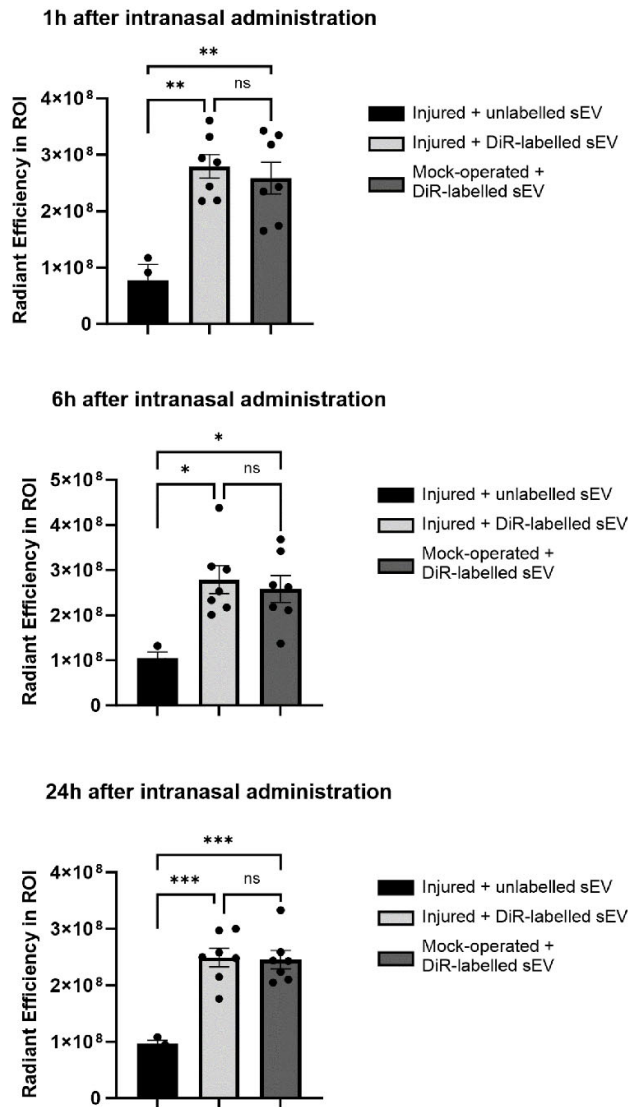 1h after intranasal administration
**
**
ns
4×10⁸
3×10⁸
2×10⁸
1×10⁸
0
Radiant Efficiency in ROI
Injured + unlabelled sEV
Injured + DiR-labelled sEV
Mock-operated +
DiR-labelled sEV
6h after intranasal administration
*
*
ns
5×10⁸
4×10⁸
3×10⁸
2×10⁸
1×10⁸
0
Radiant Efficiency in ROI
Injured + unlabelled sEV
Injured + DiR-labelled sEV
Mock-operated +
DiR-labelled sEV
24h after intranasal administration
***
***
ns
4×10⁸
3×10⁸
2×10⁸
1×10⁸
0
Radiant Efficiency in ROI
Injured + unlabelled sEV
Injured + DiR-labelled sEV
Mock-operated +
DiR-labelled sEV